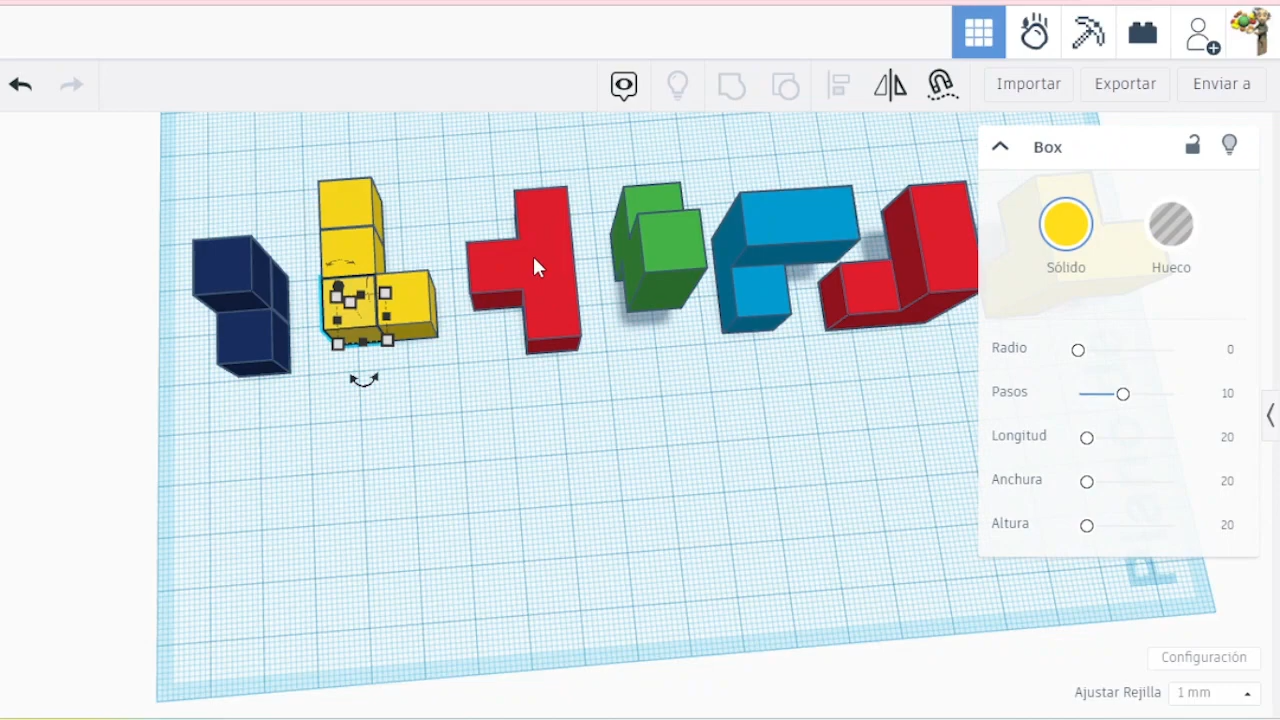 Importar
Exportar
Enviar a
Box
Sólido
Hueco
Radio
0
Pasos
10
Longitud
20
Anchura
20
Altura
20
Configuración
Ajustar Rejilla
1 mm